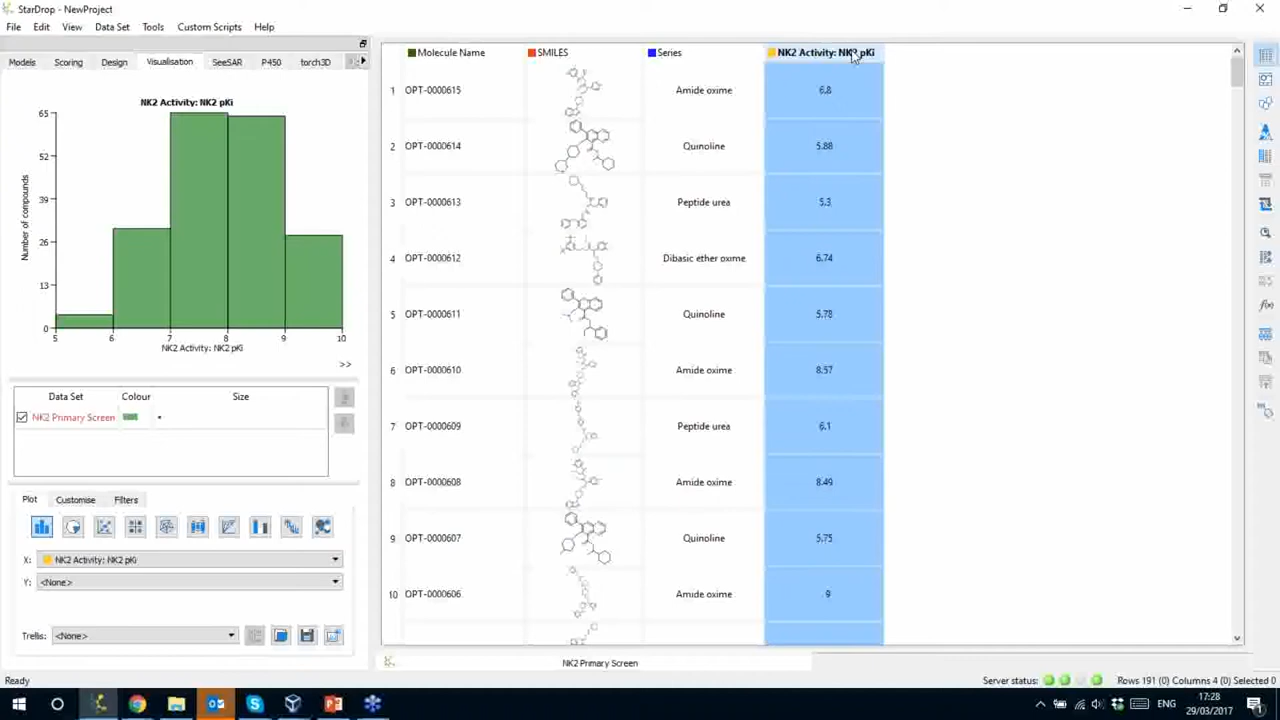 StarDrop - NewProject
File Edit View Data Set Tools Custom Scripts Help
Models Scoring Design Visualisation SeeSAR P450 torch3D
NK2 Activity: NK2 pKi
65
52
39
26
13
0
Number of compounds
5 6 7 8 9 10
NK2 Activity: NK2 pKi
>>
Data Set Colour Size
NK2 Primary Screen
Plot Customise Filters
X: NK2 Activity: NK2 pKi
Y: <None>
Trellis: <None>
Molecule Name SMILES Series NK2 Activity: NK2 pKi
1 OPT-0000615 Amide oxime 6.8
2 OPT-0000614 Quinoline 5.88
3 OPT-0000613 Peptide urea 5.3
4 OPT-0000612 Dibasic ether oxime 6.74
5 OPT-0000611 Quinoline 5.78
6 OPT-0000610 Amide oxime 8.57
7 OPT-0000609 Peptide urea 6.1
8 OPT-0000608 Amide oxime 8.49
9 OPT-0000607 Quinoline 5.75
10 OPT-0000606 Amide oxime 9
f(x)
NK2 Primary Screen
Ready
Server status: Rows 191 (0) Columns 4 (0) Selected 0
ENG
17:28
29/03/2017